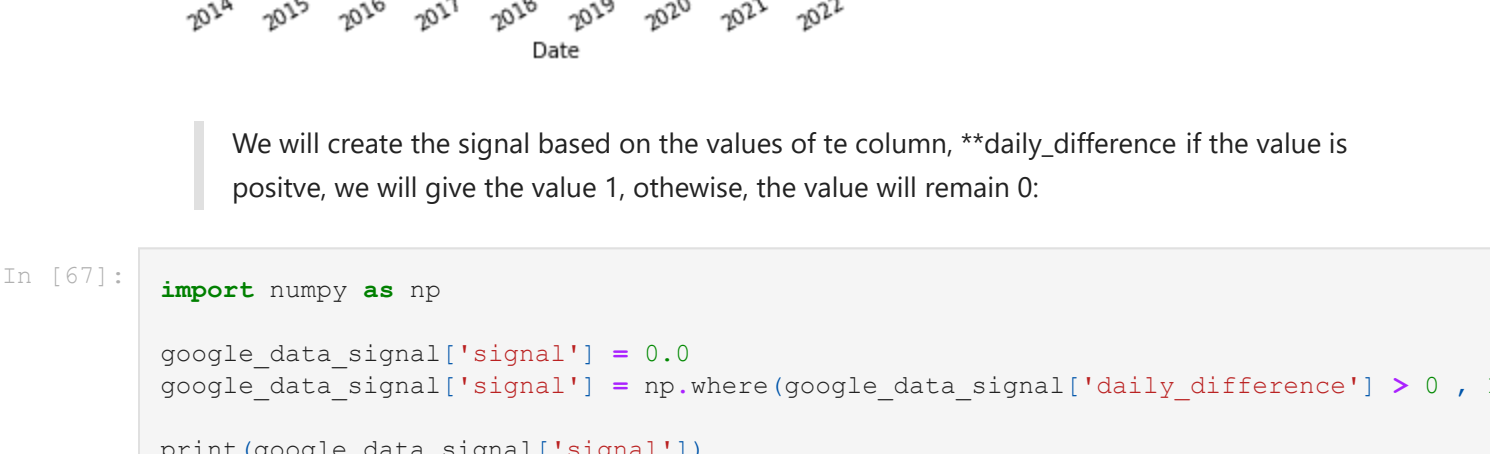 2014 2015 2016 2017 2018 2019 2020 2021 2022
Date
We will create the signal based on the values of te column, **daily_difference if the value is
positve, we will give the value 1, othewise, the value will remain 0:
In [67]:
import numpy as np
google_data_signal['signal'] = 0.0
google_data_signal['signal'] = np.where(google_data_signal['daily_difference'] > 0 ,
print(google_data_signal['signal'])